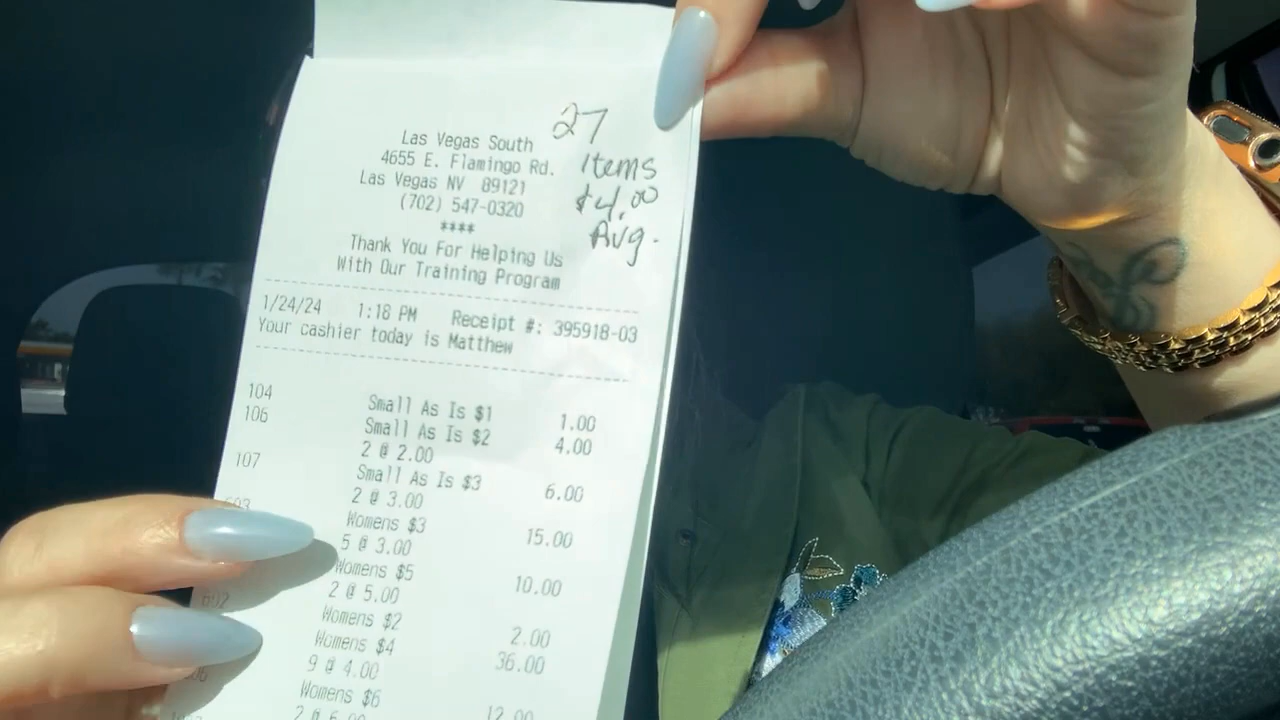 27
Items
$4.00
Avg.
Las Vegas South
4655 E. Flamingo Rd.
Las Vegas NV 89121
(702) 547-0320
****
Thank You For Helping Us
With Our Training Program
1/24/24 1:18 PM Receipt #: 395918-03
Your cashier today is Matthew
104 Small As Is $1 1.00
106 Small As Is $2 4.00
2 @ 2.00
107 Small As Is $3 6.00
2 @ 3.00
Womens $3 15.00
5 @ 3.00
Womens $5 10.00
2 @ 5.00
692 Womens $2 2.00
Womens $4 36.00
9 @ 4.00
Womens $6 12.00
2 @ 6.00